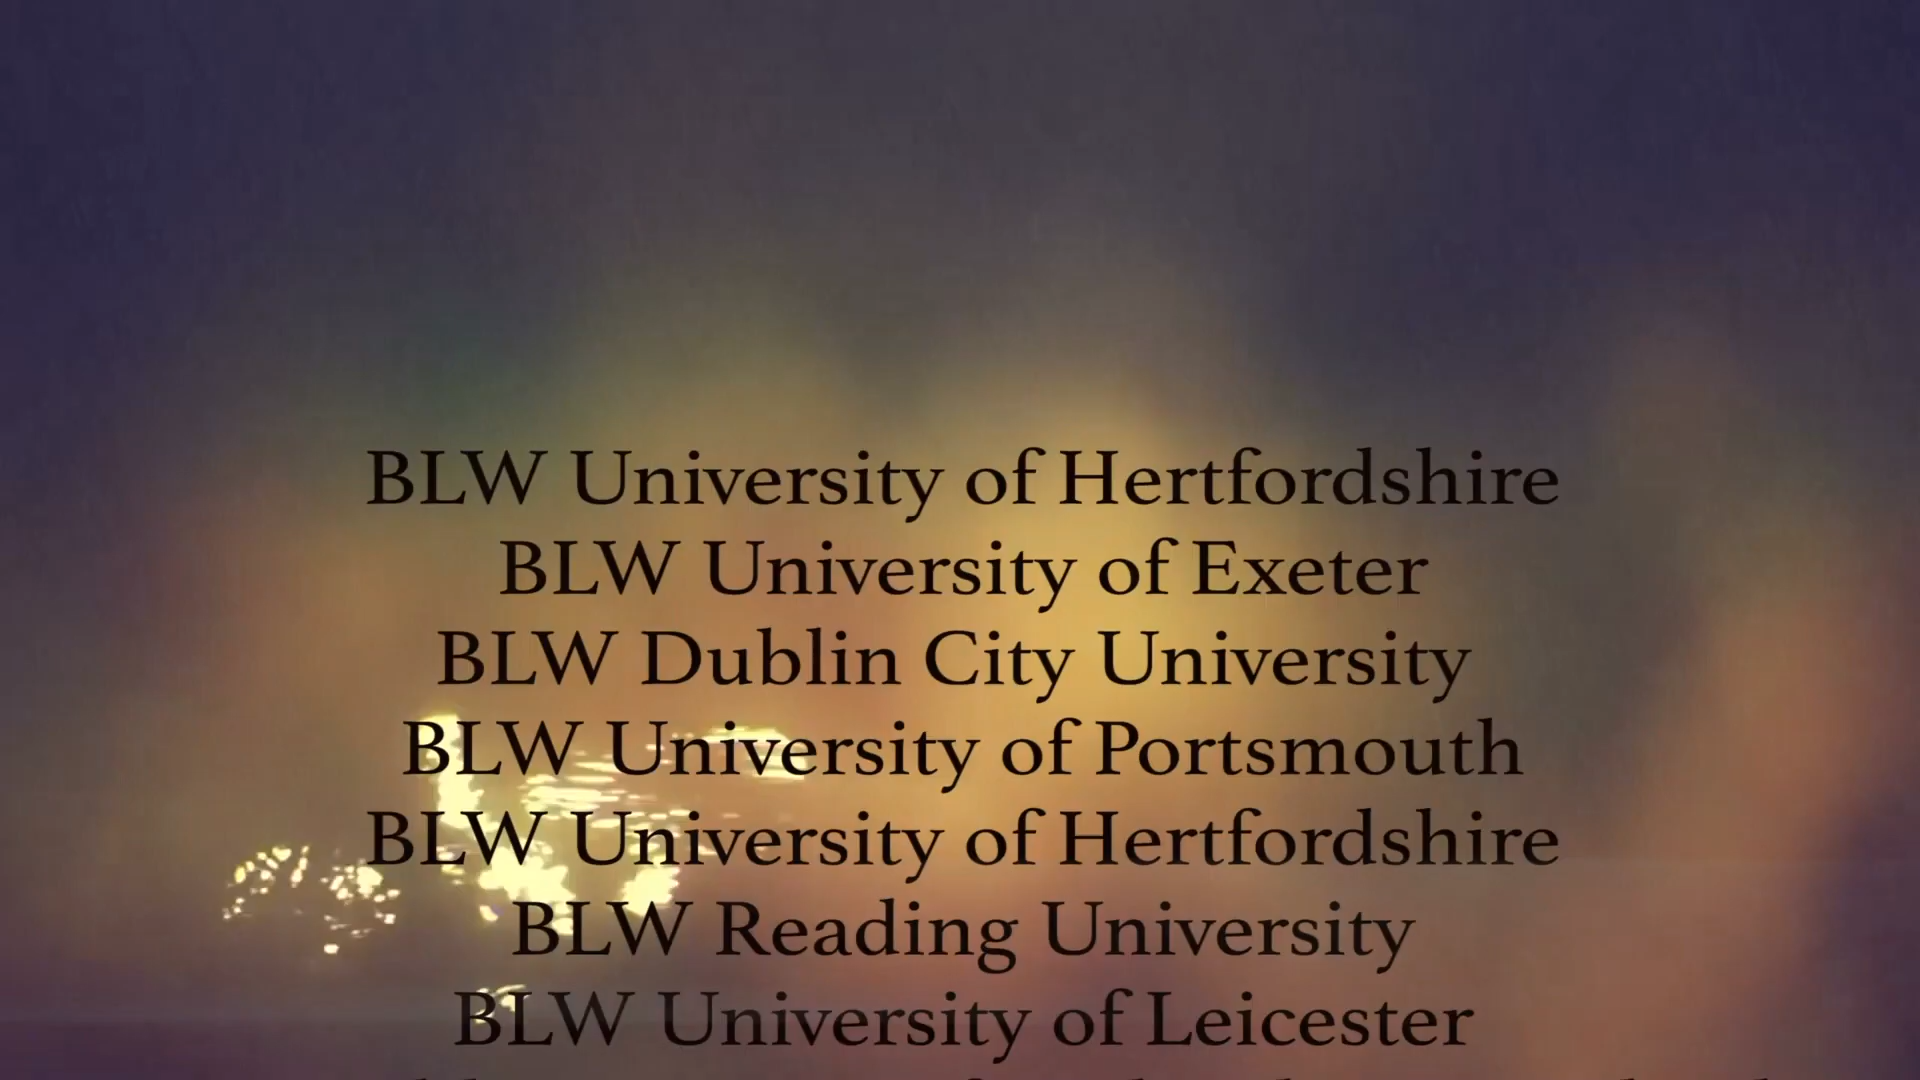 BLW University of Hertfordshire
BLW University of Exeter
BLW Dublin City University
BLW University of Portsmouth
BLW University of Hertfordshire
BLW Reading University
BLW University of Leicester